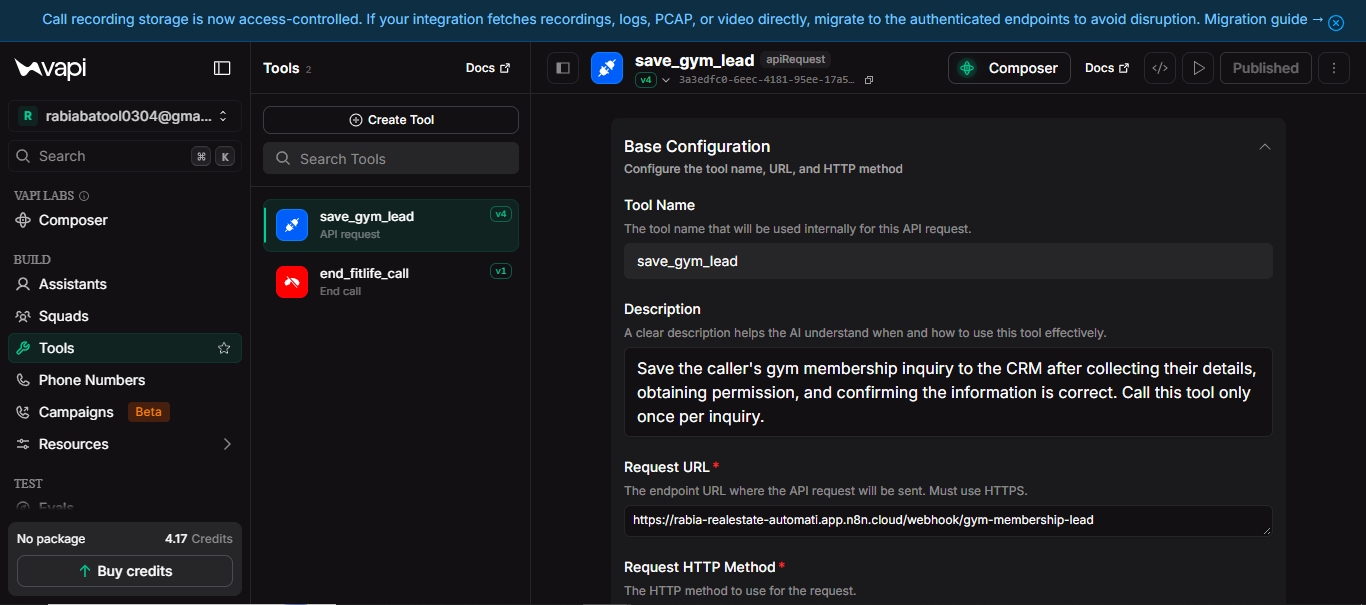 Call recording storage is now access-controlled. If your integration fetches recordings, logs, PCAP, or video directly, migrate to the authenticated endpoints to avoid disruption. Migration guide →
vapi
R rabiabatool0304@gma...
Search ⌘ K
VAPI LABS
Composer
BUILD
Assistants
Squads
Tools
Phone Numbers
Campaigns Beta
Resources
TEST
Evals
No package 4.17 Credits
↑ Buy credits
Tools 2 Docs
Create Tool
Search Tools
save_gym_lead v4
API request
end_fitlife_call v1
End call
save_gym_lead apiRequest
v4 3a3edfc0-6eec-4181-95ee-17a5…
Composer Docs </> Published
Base Configuration
Configure the tool name, URL, and HTTP method
Tool Name
The tool name that will be used internally for this API request.
save_gym_lead
Description
A clear description helps the AI understand when and how to use this tool effectively.
Save the caller's gym membership inquiry to the CRM after collecting their details,
obtaining permission, and confirming the information is correct. Call this tool only
once per inquiry.
Request URL *
The endpoint URL where the API request will be sent. Must use HTTPS.
https://rabia-realestate-automati.app.n8n.cloud/webhook/gym-membership-lead
Request HTTP Method *
The HTTP method to use for the request.